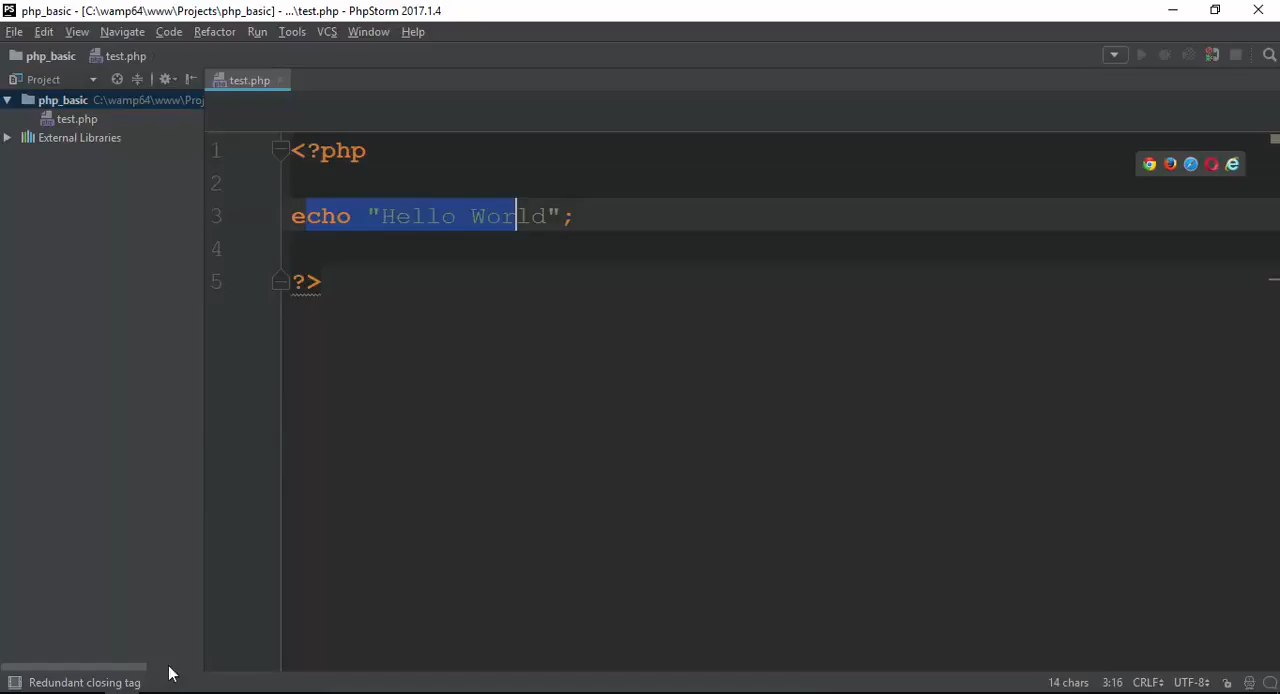 PS php_basic - [C:\wamp64\www\Projects\php_basic] - ...\test.php - PhpStorm 2017.1.4
File Edit View Navigate Code Refactor Run Tools VCS Window Help
php_basic test.php
Project test.php
php_basic C:\wamp64\www\Proj
test.php
External Libraries
1 <?php
2
3 echo "Hello World";
4
5 ?>
Redundant closing tag 14 chars 3:16 CRLF UTF-8